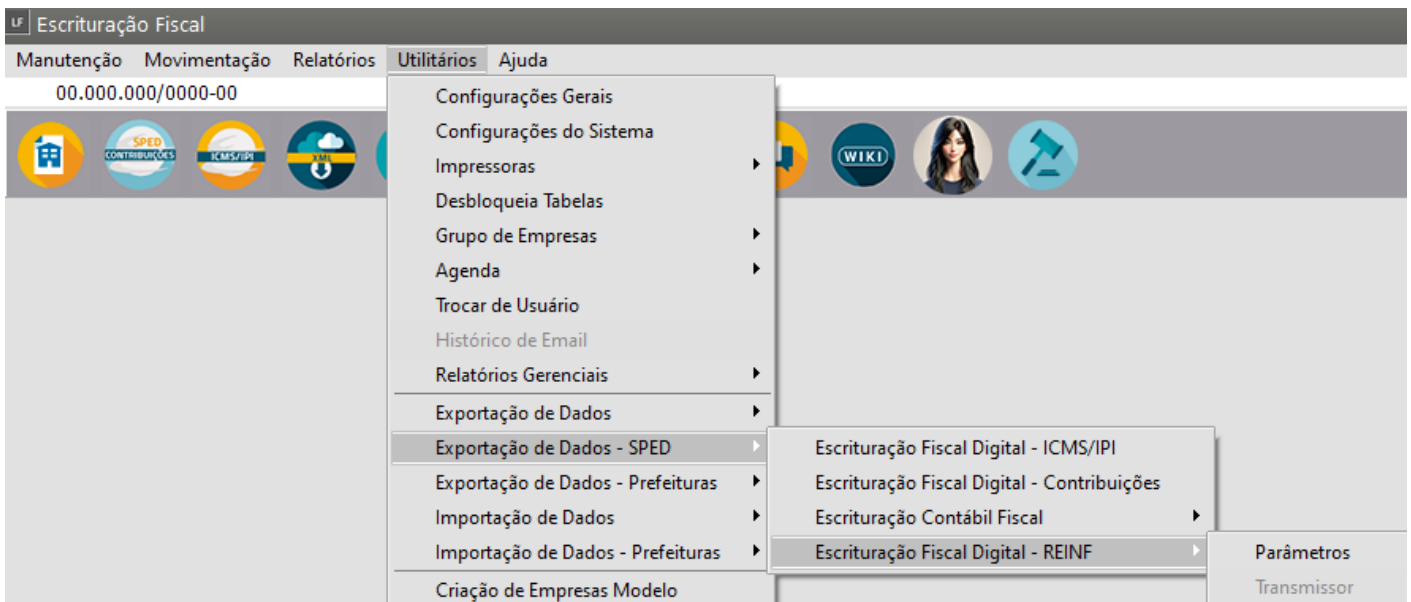 LF Escrituração Fiscal
Manutenção Movimentação Relatórios Utilitários Ajuda
00.000.000/0000-00
SPED CONTRIBUIÇÕES
ICMS/IPI
XML
WIKI
Configurações Gerais
Configurações do Sistema
Impressoras
Desbloqueia Tabelas
Grupo de Empresas
Agenda
Trocar de Usuário
Histórico de Email
Relatórios Gerenciais
Exportação de Dados
Exportação de Dados - SPED
Exportação de Dados - Prefeituras
Importação de Dados
Importação de Dados - Prefeituras
Criação de Empresas Modelo
Escrituração Fiscal Digital - ICMS/IPI
Escrituração Fiscal Digital - Contribuições
Escrituração Contábil Fiscal
Escrituração Fiscal Digital - REINF
Parâmetros
Transmissor